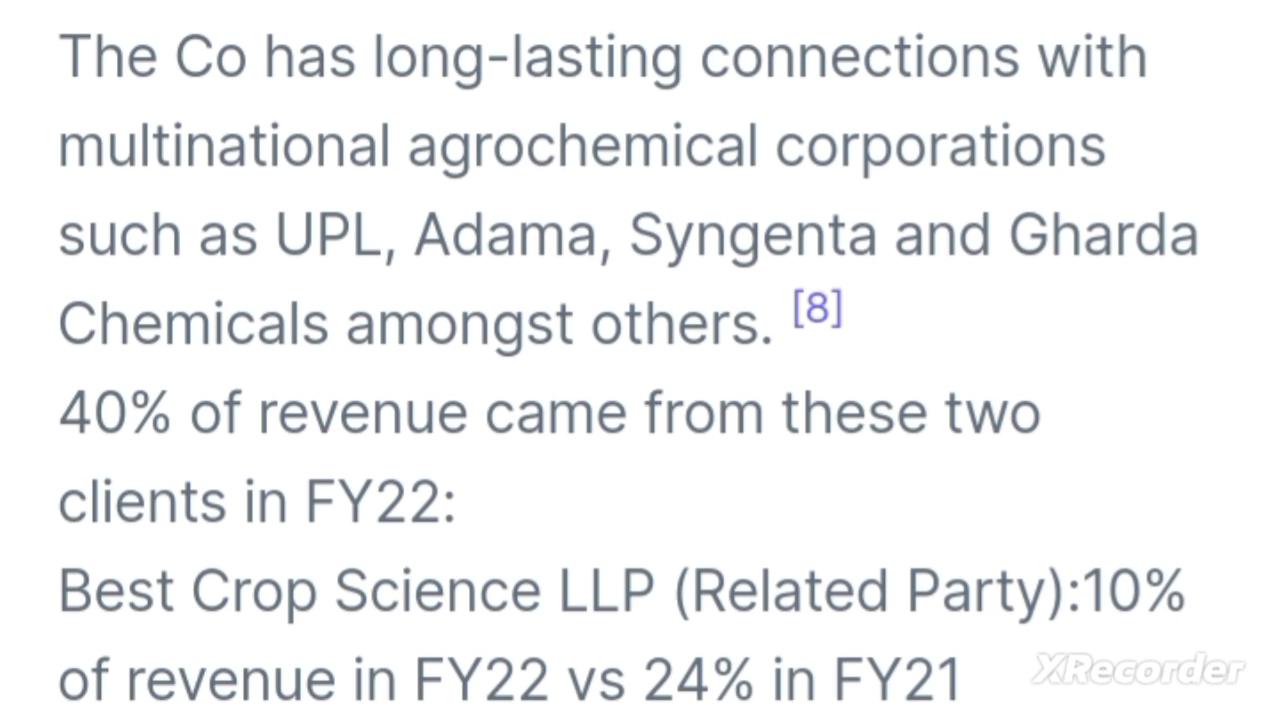 The Co has long-lasting connections with
multinational agrochemical corporations
such as UPL, Adama, Syngenta and Gharda
Chemicals amongst others. [8]
40% of revenue came from these two
clients in FY22:
Best Crop Science LLP (Related Party):10%
of revenue in FY22 vs 24% in FY21
XRecorder